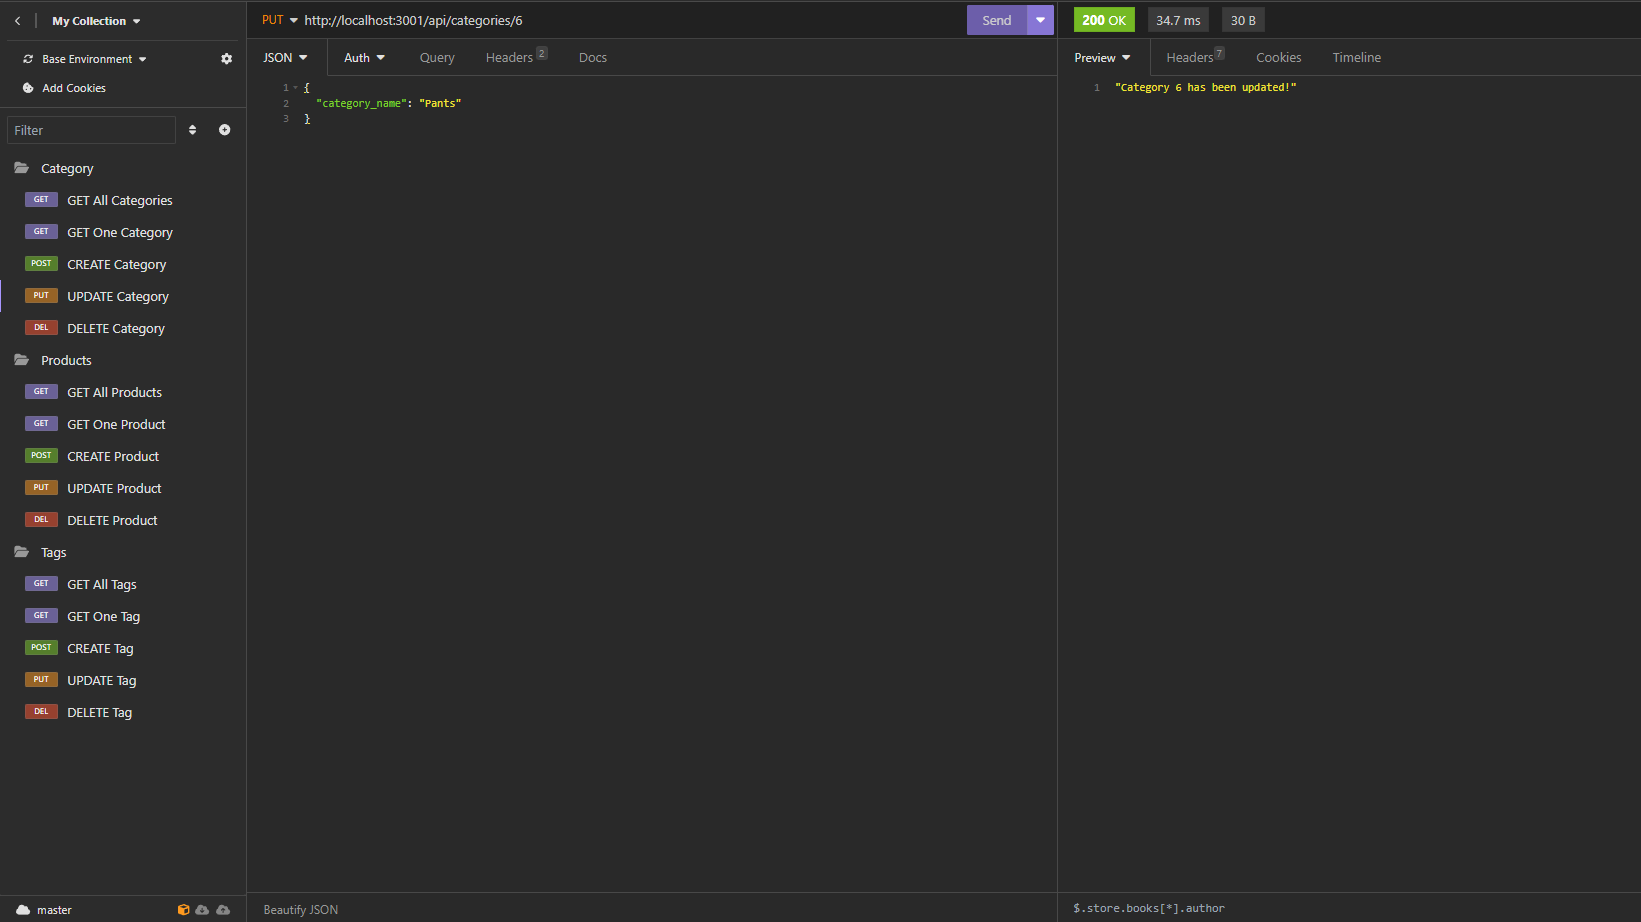 My Collection
Base Environment
Add Cookies
Filter
Category
GET GET All Categories
GET GET One Category
POST CREATE Category
PUT UPDATE Category
DEL DELETE Category
Products
GET GET All Products
GET GET One Product
POST CREATE Product
PUT UPDATE Product
DEL DELETE Product
Tags
GET GET All Tags
GET GET One Tag
POST CREATE Tag
PUT UPDATE Tag
DEL DELETE Tag
master
PUT http://localhost:3001/api/categories/6 Send
JSON Auth Query Headers 2 Docs
1 {
2 "category_name": "Pants"
3 }
Beautify JSON
200 OK 34.7 ms 30 B
Preview Headers 7 Cookies Timeline
1 "Category 6 has been updated!"
$.store.books[*].author